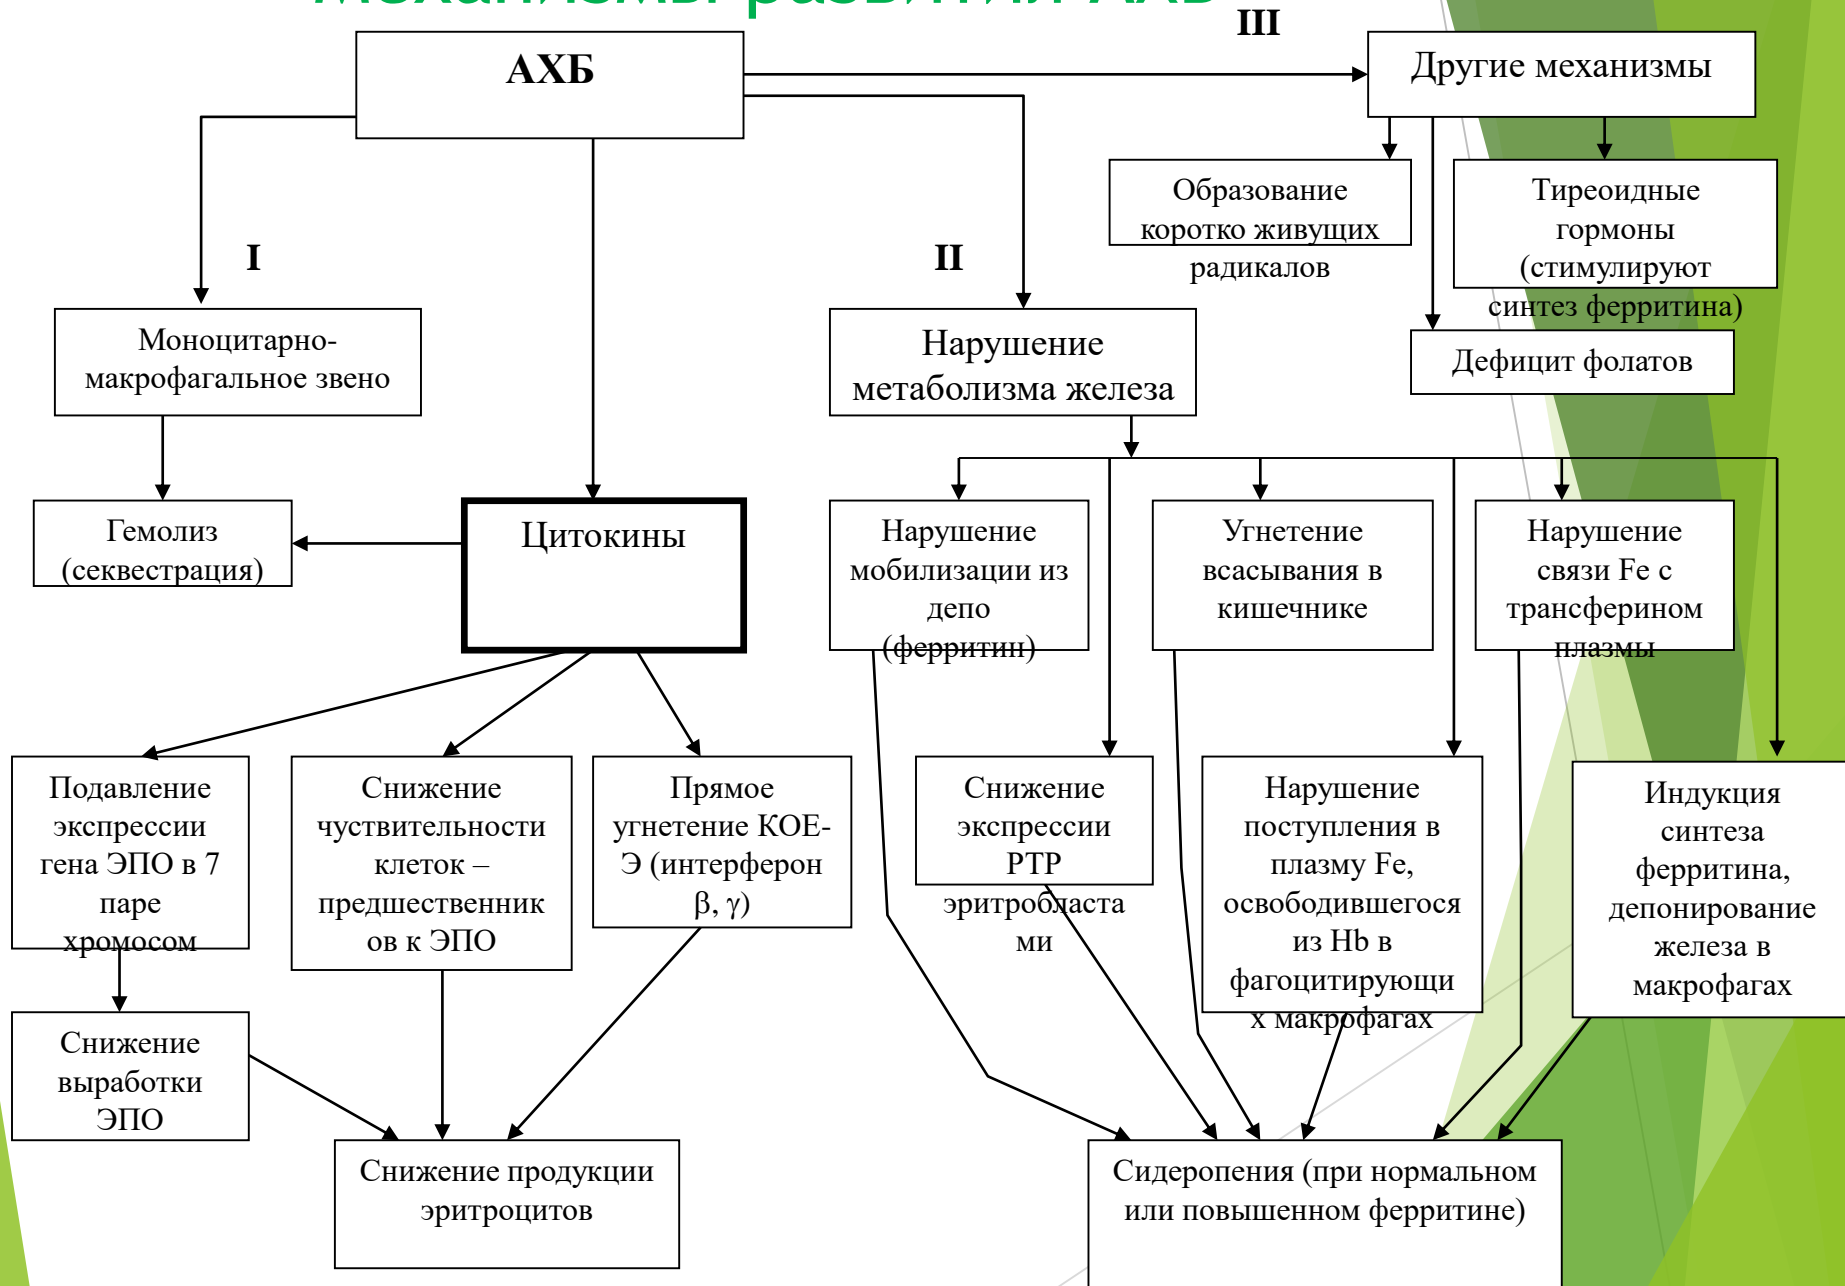 Механизмы развития АХБ
III
АХБ
Другие механизмы
Образование
коротко живущих
радикалов
Тиреоидные
гормоны
(стимулируют
синтез ферритина)
Дефицит фолатов
I
II
Моноцитарно-
макрофагальное звено
Нарушение
метаболизма железа
Гемолиз
(секвестрация)
Цитокины
Нарушение
мобилизации из
депо
(ферритин)
Угнетение
всасывания в
кишечнике
Нарушение
связи Fe с
трансферином
плазмы
Подавление
экспрессии
гена ЭПО в 7
паре
хромосом
Снижение
чуствительности
клеток –
предшественник
ов к ЭПО
Прямое
угнетение КОЕ-
Э (интерферон
β, γ)
Снижение
экспрессии
РТР
эритробласта
ми
Нарушение
поступления в
плазму Fe,
освободившегося
из Hb в
фагоцитирующи
х макрофагах
Индукция
синтеза
ферритина,
депонирование
железа в
макрофагах
Снижение
выработки
ЭПО
Снижение продукции
эритроцитов
Сидеропения (при нормальном
или повышенном ферритине)